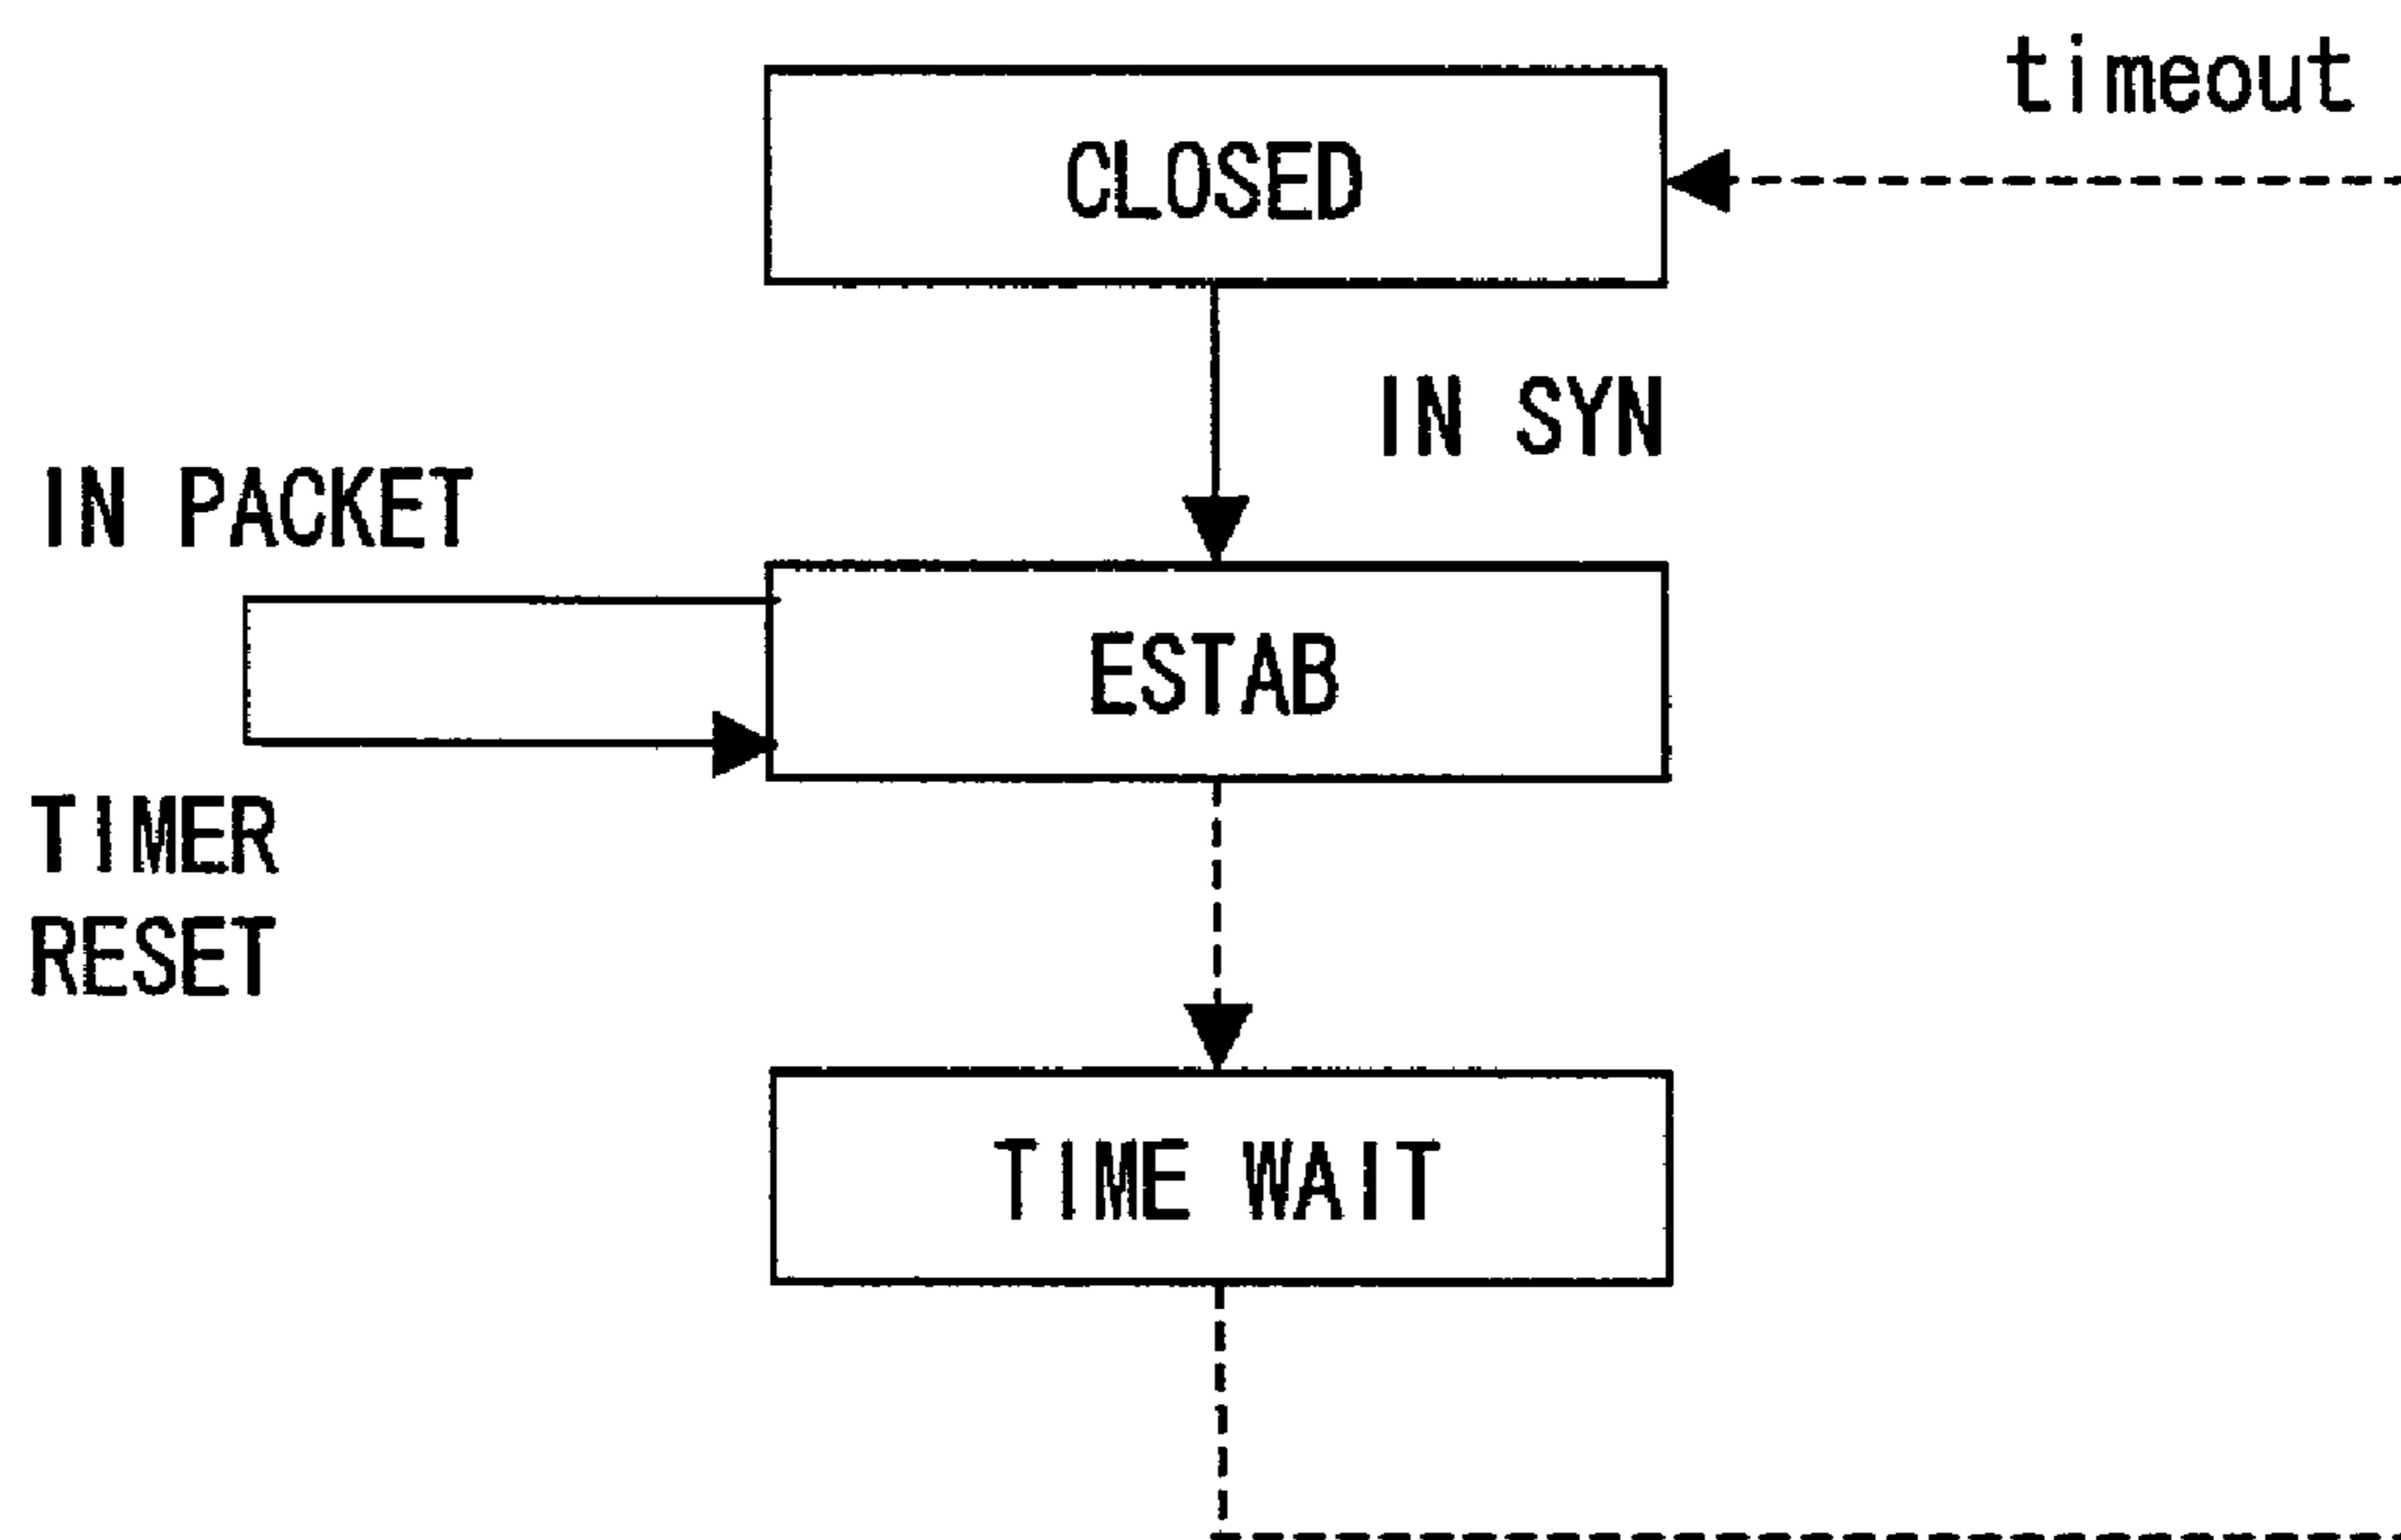 timeout
CLOSED
IN SYN
IN PACKET
ESTAB
TIMER
RESET
TIME WAIT